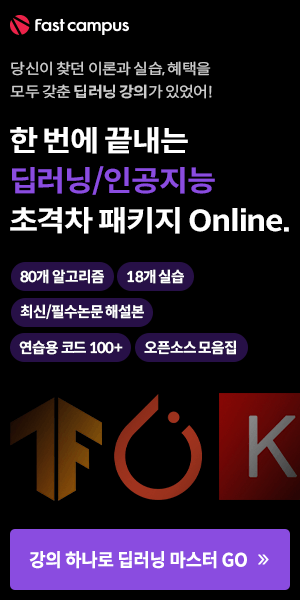 fast campus
당신이 찾던 이론과 실습, 혜택을
모두 갖춘 딥러닝 강의가 있었어!
한 번에 끝내는
딥러닝/인공지능
초격차 패키지 Online.
80개 알고리즘 18개 실습
최신/필수논문 해설본
연습용 코드 100+ 오픈소스 모음집
K
강의 하나로 딥러닝 마스터 GO »